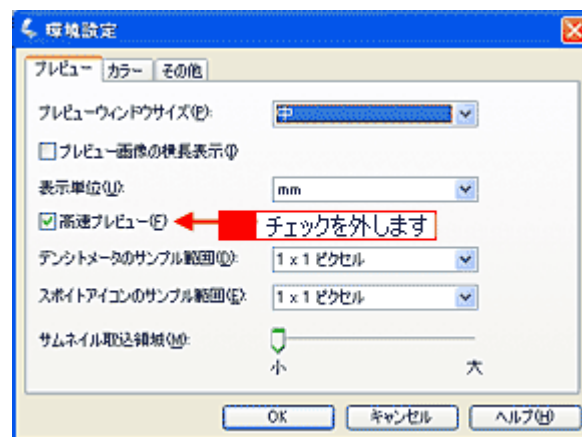 環境設定
プレビュー カラー その他
プレビューウィンドウサイズ(P): 中
プレビュー画像の横長表示(I)
表示単位(U): mm
高速プレビュー(F) チェックを外します
デンシトメータのサンプル範囲(D): 1 x 1 ピクセル
スポイトアイコンのサンプル範囲(E): 1 x 1 ピクセル
サムネイル取込領域(M):
小 大
OK キャンセル ヘルプ(H)